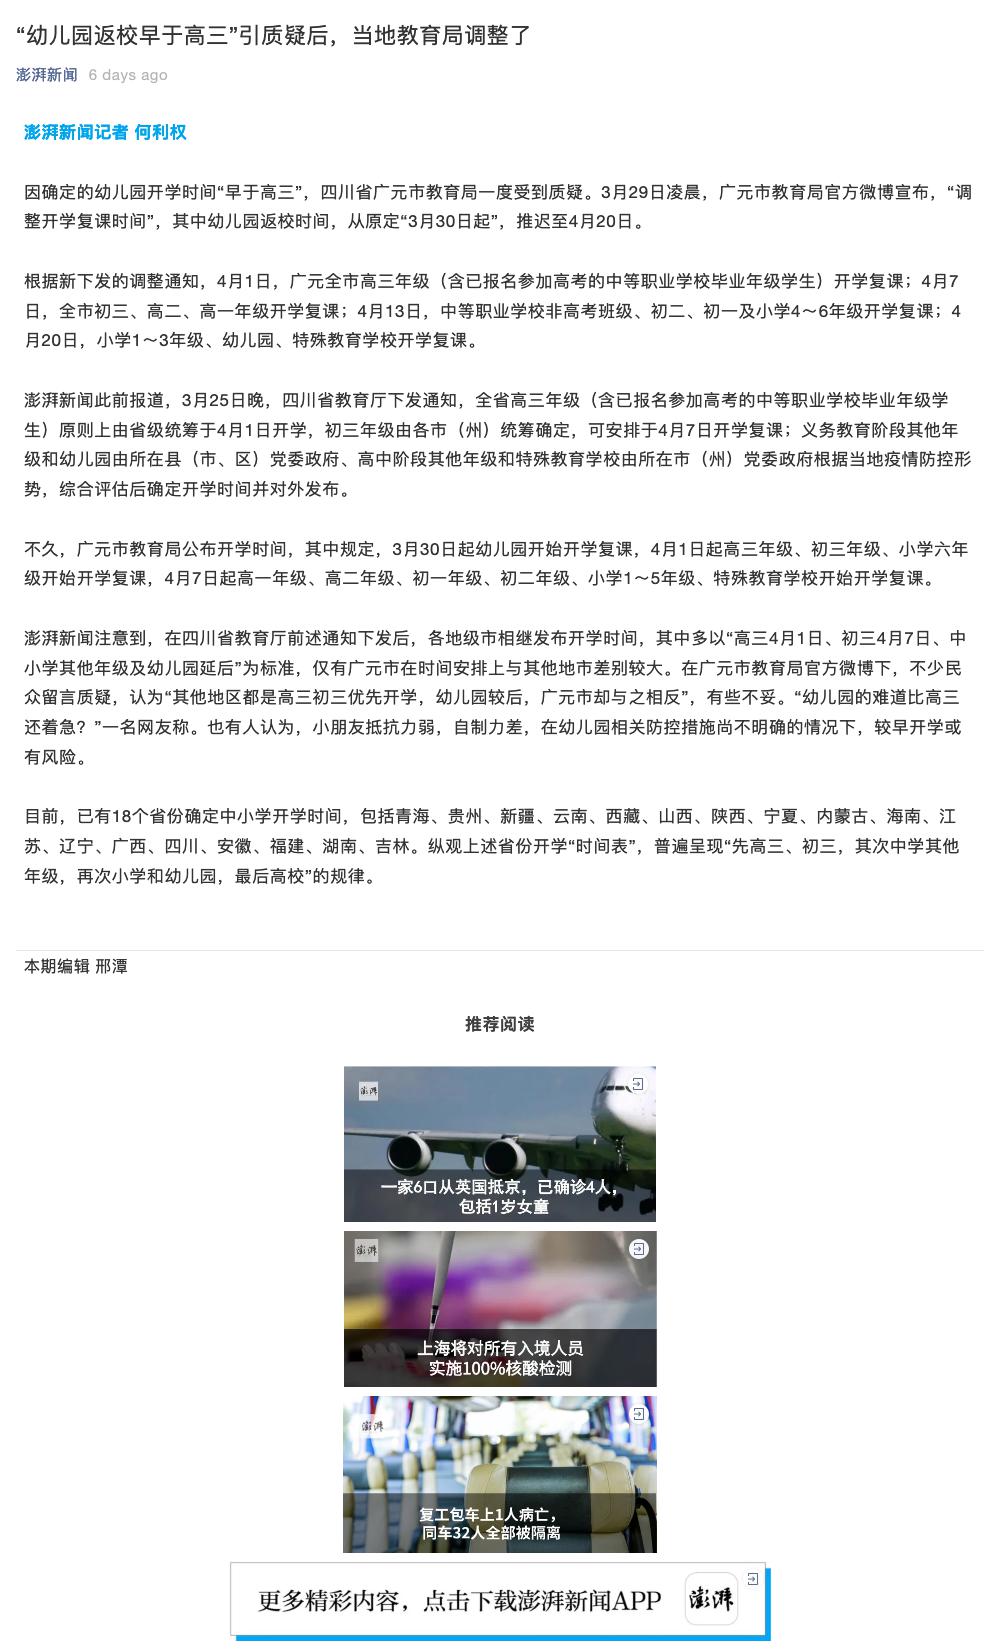 “幼儿园返校早于高三”引质疑后，当地教育局调整了
澎湃新闻 6 days ago
澎湃新闻记者 何利权
因确定的幼儿园开学时间“早于高三”，四川省广元市教育局一度受到质疑。3月29日凌晨，广元市教育局官方微博宣布，“调
整开学复课时间”，其中幼儿园返校时间，从原定“3月30日起”，推迟至4月20日。
根据新下发的调整通知，4月1日，广元全市高三年级（含已报名参加高考的中等职业学校毕业年级学生）开学复课；4月7
日，全市初三、高二、高一年级开学复课；4月13日，中等职业学校非高考班级、初二、初一及小学4～6年级开学复课；4
月20日，小学1～3年级、幼儿园、特殊教育学校开学复课。
澎湃新闻此前报道，3月25日晚，四川省教育厅下发通知，全省高三年级（含已报名参加高考的中等职业学校毕业年级学
生）原则上由省级统筹于4月1日开学，初三年级由各市（州）统筹确定，可安排于4月7日开学复课；义务教育阶段其他年
级和幼儿园由所在县（市、区）党委政府、高中阶段其他年级和特殊教育学校由所在市（州）党委政府根据当地疫情防控形
势，综合评估后确定开学时间并对外发布。
不久，广元市教育局公布开学时间，其中规定，3月30日起幼儿园开始开学复课，4月1日起高三年级、初三年级、小学六年
级开始开学复课，4月7日起高一年级、高二年级、初一年级、初二年级、小学1～5年级、特殊教育学校开始开学复课。
澎湃新闻注意到，在四川省教育厅前述通知下发后，各地级市相继发布开学时间，其中多以“高三4月1日、初三4月7日、中
小学其他年级及幼儿园延后”为标准，仅有广元市在时间安排上与其他地市差别较大。在广元市教育局官方微博下，不少民
众留言质疑，认为“其他地区都是高三初三优先开学，幼儿园较后，广元市却与之相反”，有些不妥。“幼儿园的难道比高三
还着急？”一名网友称。也有人认为，小朋友抵抗力弱，自制力差，在幼儿园相关防控措施尚不明确的情况下，较早开学或
有风险。
目前，已有18个省份确定中小学开学时间，包括青海、贵州、新疆、云南、西藏、山西、陕西、宁夏、内蒙古、海南、江
苏、辽宁、广西、四川、安徽、福建、湖南、吉林。纵观上述省份开学“时间表”，普遍呈现“先高三、初三，其次中学其他
年级，再次小学和幼儿园，最后高校”的规律。
本期编辑 邢潭
推荐阅读
澎湃
一家6口从英国抵京，已确诊4人，
包括1岁女童
澎湃
上海将对所有入境人员
实施100%核酸检测
澎湃
复工包车上1人病亡，
同车32人全部被隔离
更多精彩内容，点击下载澎湃新闻APP 澎湃